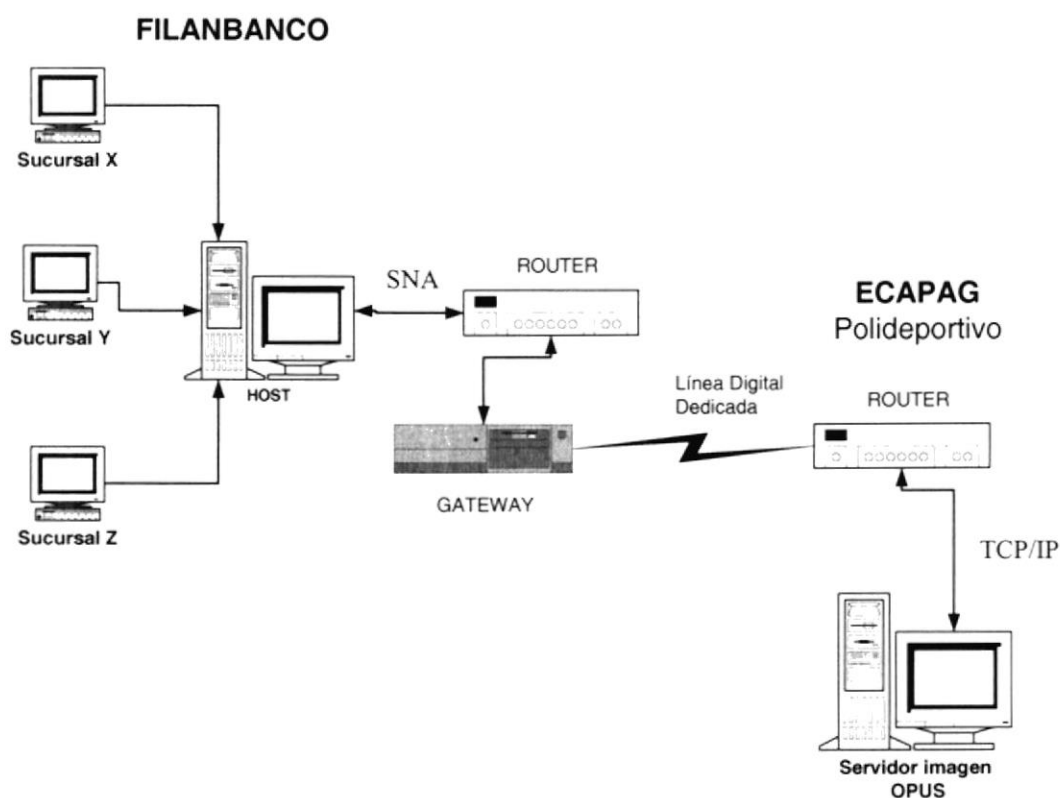 FILANBANCO
Sucursal X
Sucursal Y
Sucursal Z
HOST
SNA
ROUTER
GATEWAY
Línea Digital
Dedicada
ECAPAG
Polideportivo
ROUTER
TCP/IP
Servidor imagen
OPUS